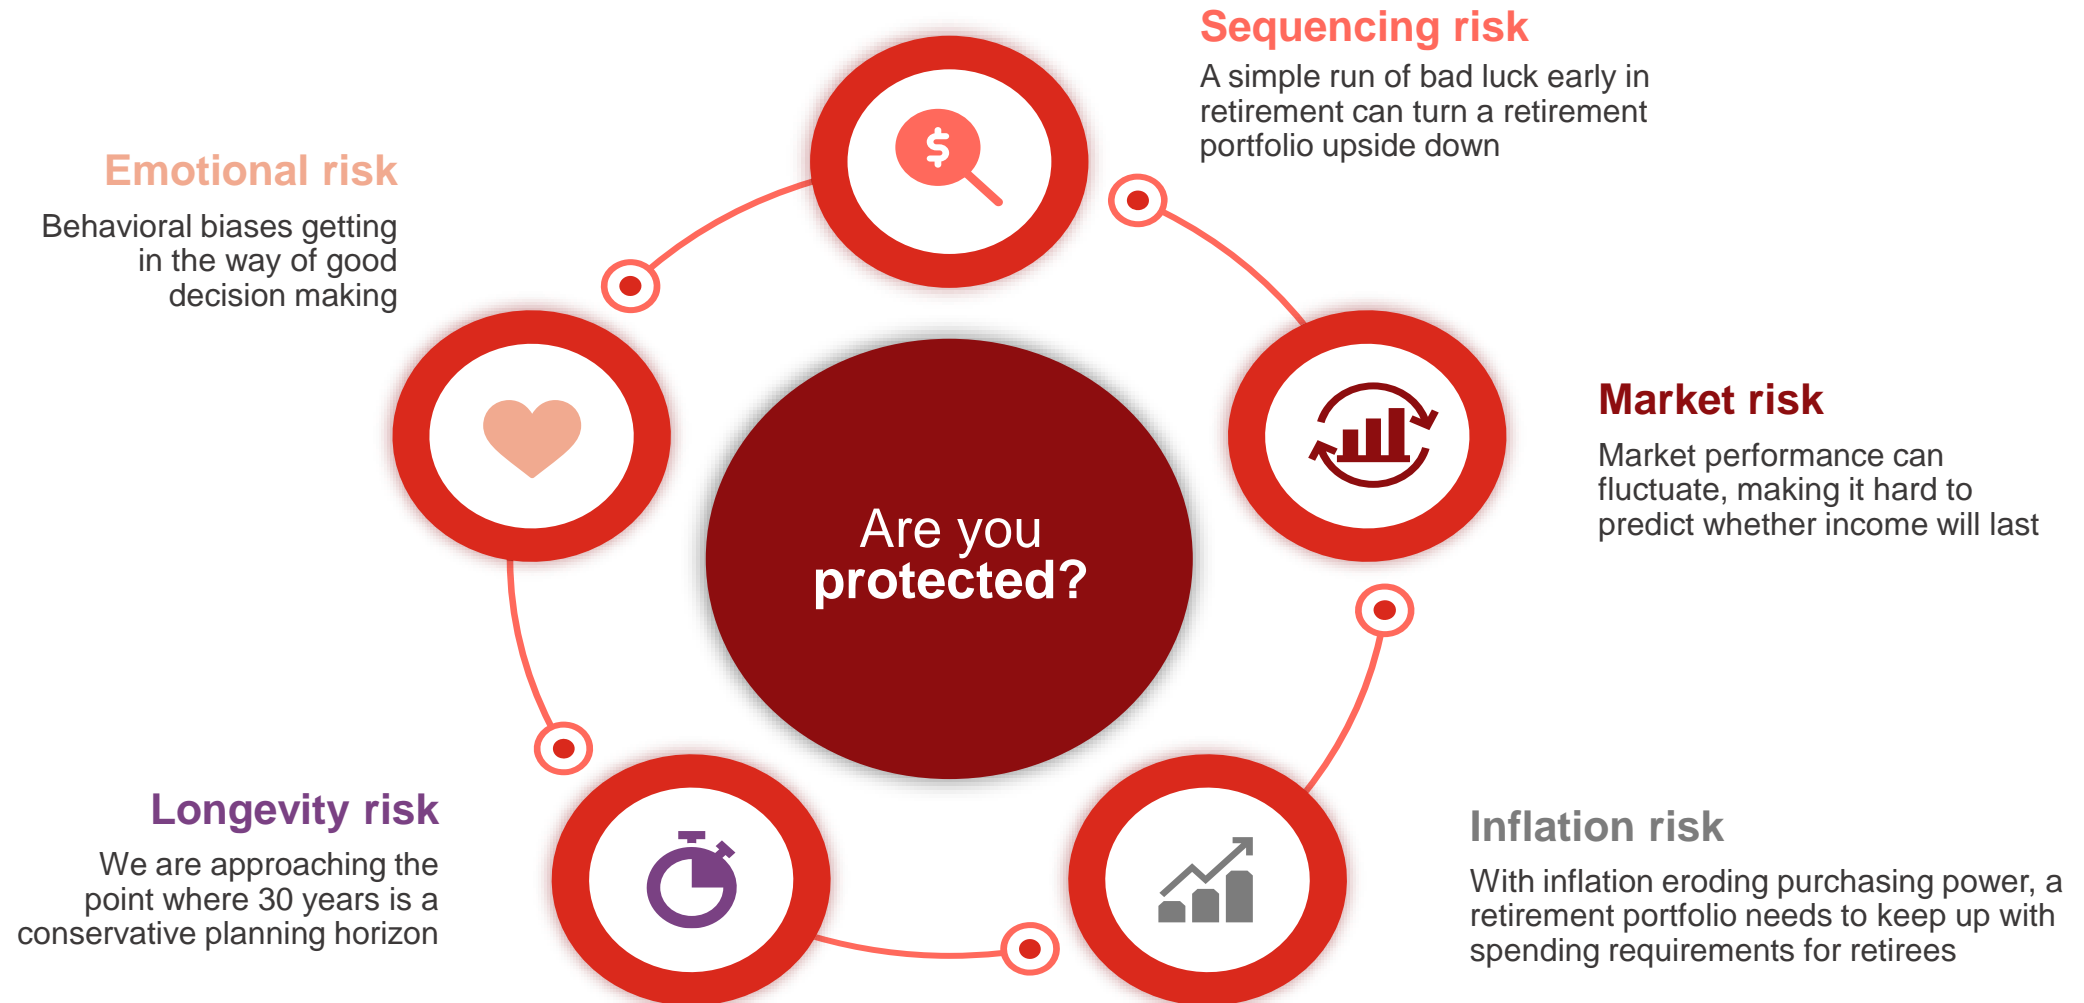 Sequencing risk
A simple run of bad luck early in
retirement can turn a retirement
portfolio upside down
Emotional risk
Behavioral biases getting
in the way of good
decision making
$
Market risk
Market performance can
fluctuate, making it hard to
predict whether income will last
Are you
protected?
Longevity risk
We are approaching the
point where 30 years is a
conservative planning horizon
Inflation risk
With inflation eroding purchasing power, a
retirement portfolio needs to keep up with
spending requirements for retirees